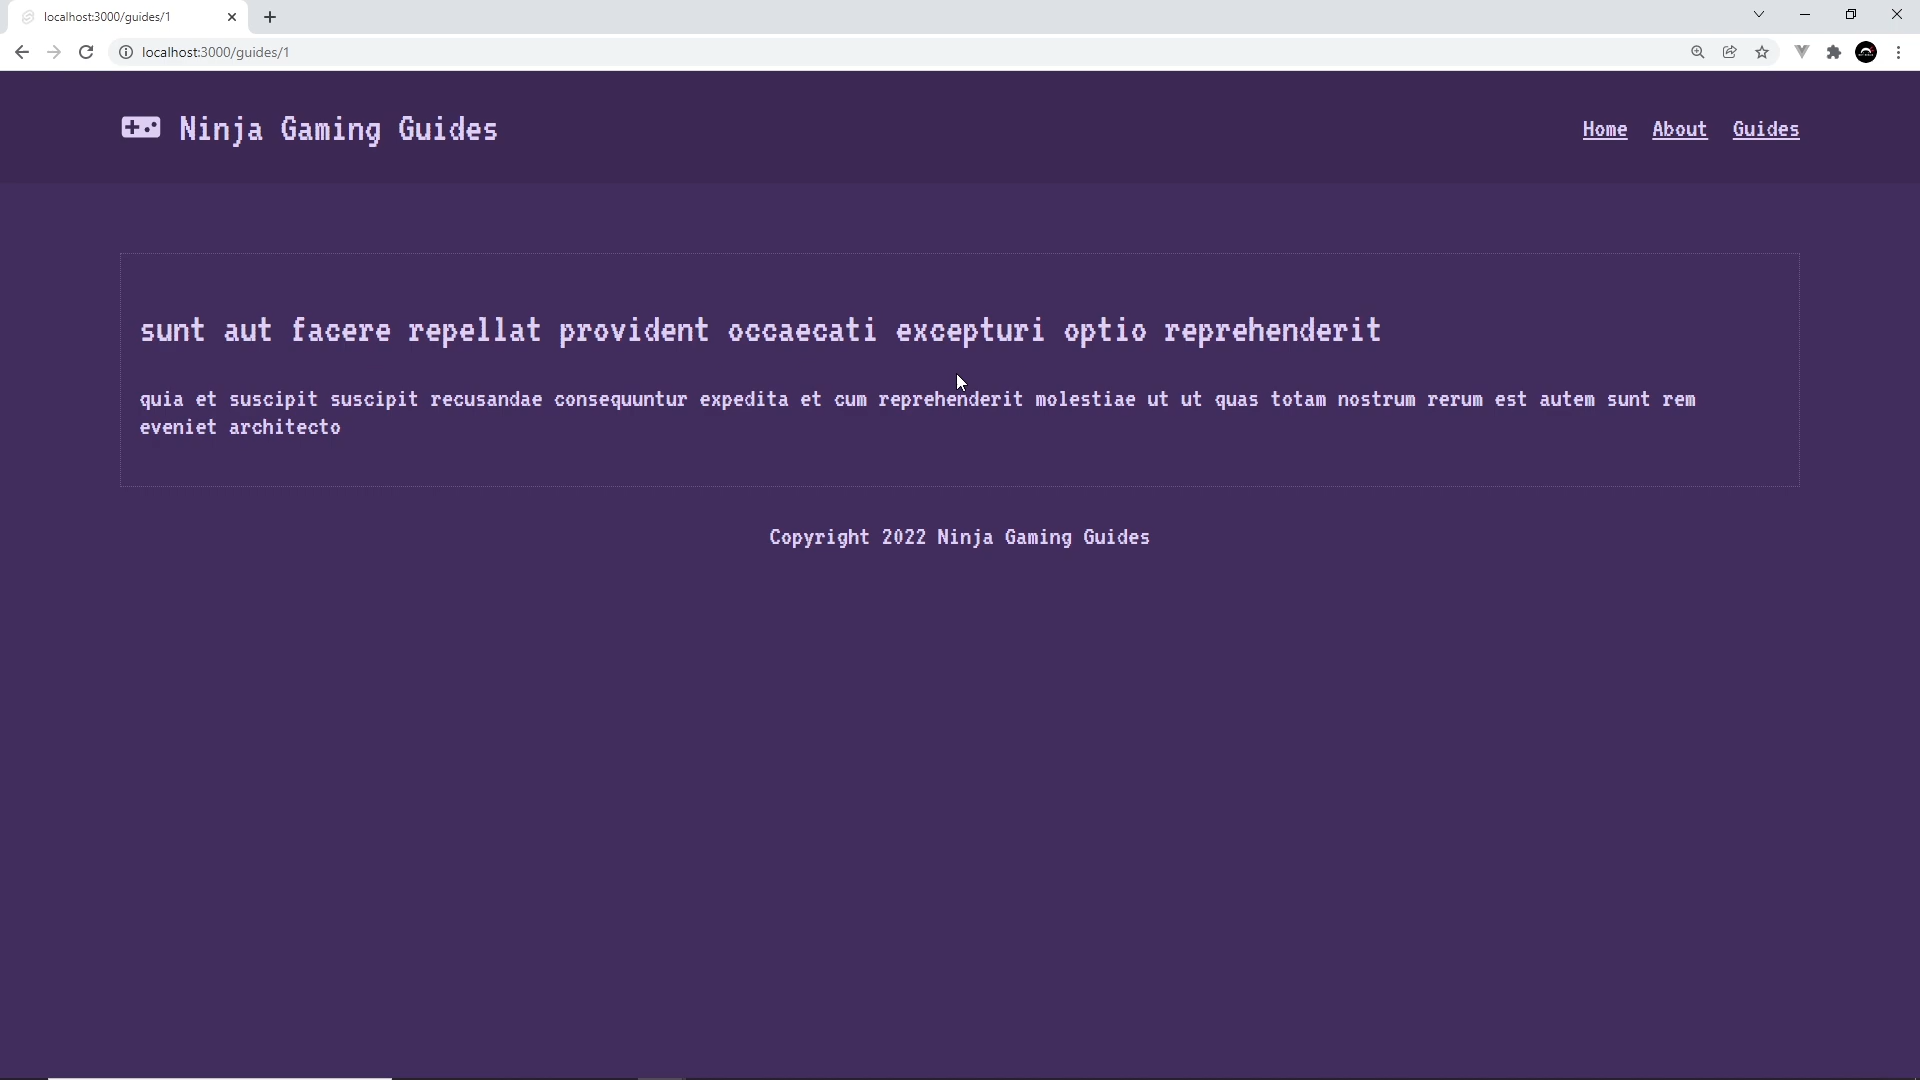 localhost:3000/guides/1
localhost:3000/guides/1
Ninja Gaming Guides
Home About Guides
sunt aut facere repellat provident occaecati excepturi optio reprehenderit
quia et suscipit suscipit recusandae consequuntur expedita et cum reprehenderit molestiae ut ut quas totam nostrum rerum est autem sunt rem
eveniet architecto
Copyright 2022 Ninja Gaming Guides